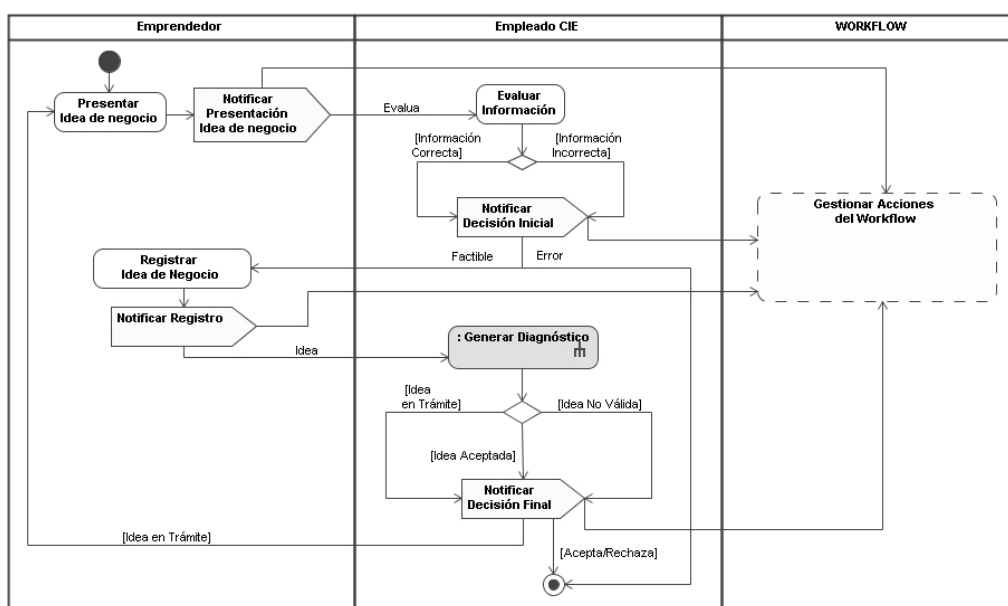 Emprendedor
Empleado CIE
WORKFLOW
Presentar
Idea de negocio
Notificar
Presentación
Idea de negocio
Evalua
Evaluar
Información
[Información
Correcta]
[Información
Incorrecta]
Notificar
Decisión Inicial
Gestionar Acciones
del Workflow
Factible
Error
Registrar
Idea de Negocio
Notificar Registro
Idea
: Generar Diagnóstico
[Idea
en Trámite]
[Idea No Válida]
[Idea Aceptada]
Notificar
Decisión Final
[Idea en Trámite]
[Acepta/Rechaza]